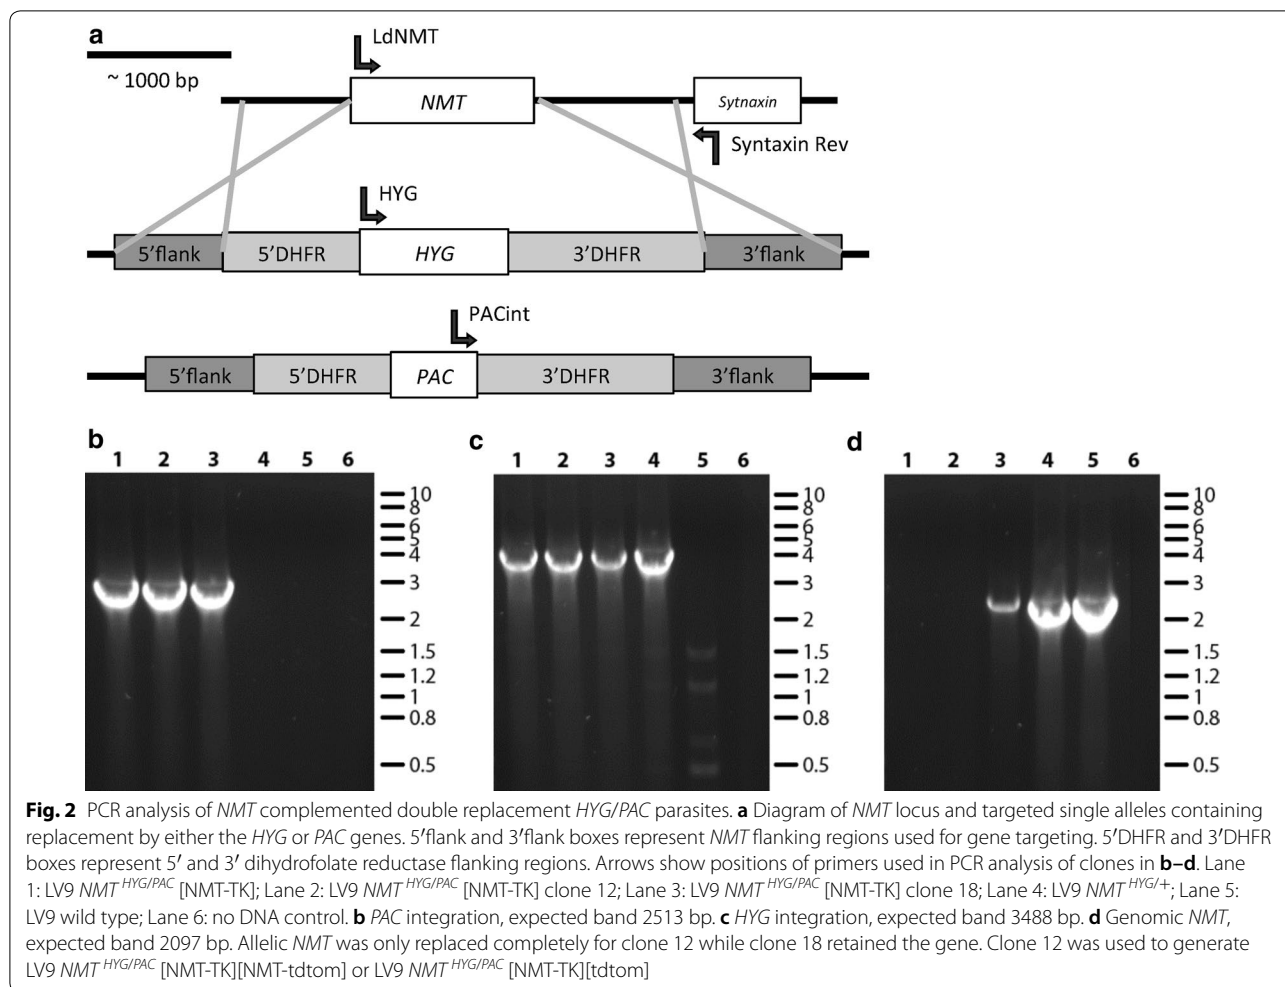 a
LdNMT
~ 1000 bp
NMT
Sytnaxin
Syntaxin Rev
HYG
5'flank 5'DHFR HYG 3'DHFR 3'flank
PACint
5'flank 5'DHFR PAC 3'DHFR 3'flank
b
1 2 3 4 5 6
10
8
6
5
4
3
2
1.5
1.2
1
0.8
0.5
c
1 2 3 4 5 6
10
8
6
5
4
3
2
1.5
1.2
1
0.8
0.5
d
1 2 3 4 5 6
10
8
6
5
4
3
2
1.5
1.2
1
0.8
0.5
Fig. 2 PCR analysis of NMT complemented double replacement HYG/PAC parasites. a Diagram of NMT locus and targeted single alleles containing
replacement by either the HYG or PAC genes. 5′flank and 3′flank boxes represent NMT flanking regions used for gene targeting. 5′DHFR and 3′DHFR
boxes represent 5′ and 3′ dihydrofolate reductase flanking regions. Arrows show positions of primers used in PCR analysis of clones in b–d. Lane
1: LV9 NMT HYG/PAC [NMT-TK]; Lane 2: LV9 NMT HYG/PAC [NMT-TK] clone 12; Lane 3: LV9 NMT HYG/PAC [NMT-TK] clone 18; Lane 4: LV9 NMT HYG/+; Lane 5:
LV9 wild type; Lane 6: no DNA control. b PAC integration, expected band 2513 bp. c HYG integration, expected band 3488 bp. d Genomic NMT,
expected band 2097 bp. Allelic NMT was only replaced completely for clone 12 while clone 18 retained the gene. Clone 12 was used to generate
LV9 NMT HYG/PAC [NMT-TK][NMT-tdtom] or LV9 NMT HYG/PAC [NMT-TK][tdtom]